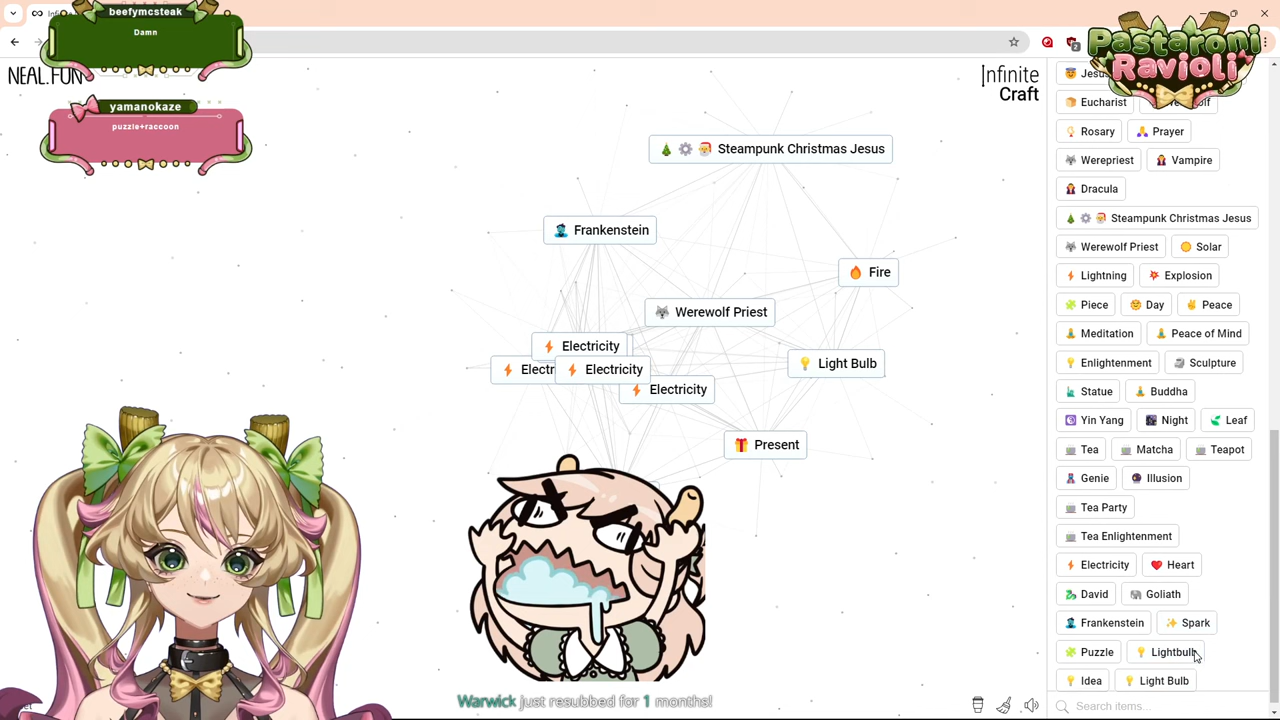 beefymcsteak
Damn
yamanokaze
puzzle+raccoon
NEAL.FUN
Infinite
Craft
Pastaroni
Ravioli
2
🎄 ⚙️ 🎅 Steampunk Christmas Jesus
Frankenstein
Fire
Werewolf Priest
Electricity
Electr
Electricity
Light Bulb
Electricity
Present
Warwick just resubbed for 1 months!
Jesu
Eucharist
Rosary
Prayer
Werepriest
Vampire
Dracula
Steampunk Christmas Jesus
Werewolf Priest
Solar
Lightning
Explosion
Piece
Day
Peace
Meditation
Peace of Mind
Enlightenment
Sculpture
Statue
Buddha
Yin Yang
Night
Leaf
Tea
Matcha
Teapot
Genie
Illusion
Tea Party
Tea Enlightenment
Electricity
Heart
David
Goliath
Frankenstein
Spark
Puzzle
Lightbulb
Idea
Light Bulb
Search items...